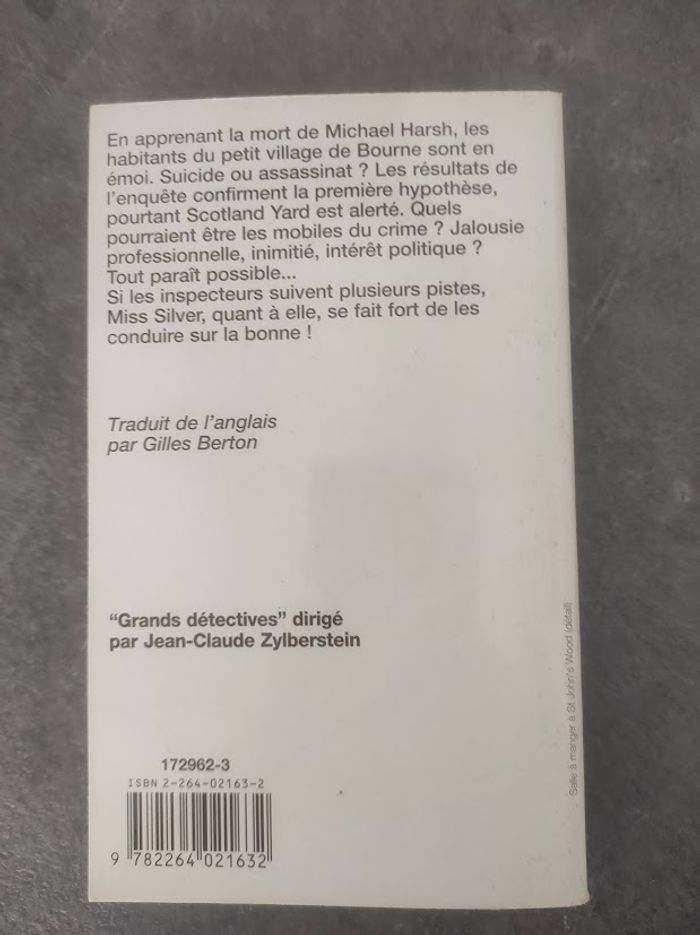 En apprenant la mort de Michael Harsh, les
habitants du petit village de Bourne sont en
émoi. Suicide ou assassinat ? Les résultats de
l'enquête confirment la première hypothèse,
pourtant Scotland Yard est alerté. Quels
pourraient être les mobiles du crime ? Jalousie
professionnelle, inimitié, intérêt politique ?
Tout paraît possible...
Si les inspecteurs suivent plusieurs pistes,
Miss Silver, quant à elle, se fait fort de les
conduire sur la bonne !
Traduit de l'anglais
par Gilles Berton
"Grands détectives" dirigé
par Jean-Claude Zylberstein
172962-3
ISBN 2-264-02163-2
9 782264 021632
Salle à manger à St John's Wood (détail)